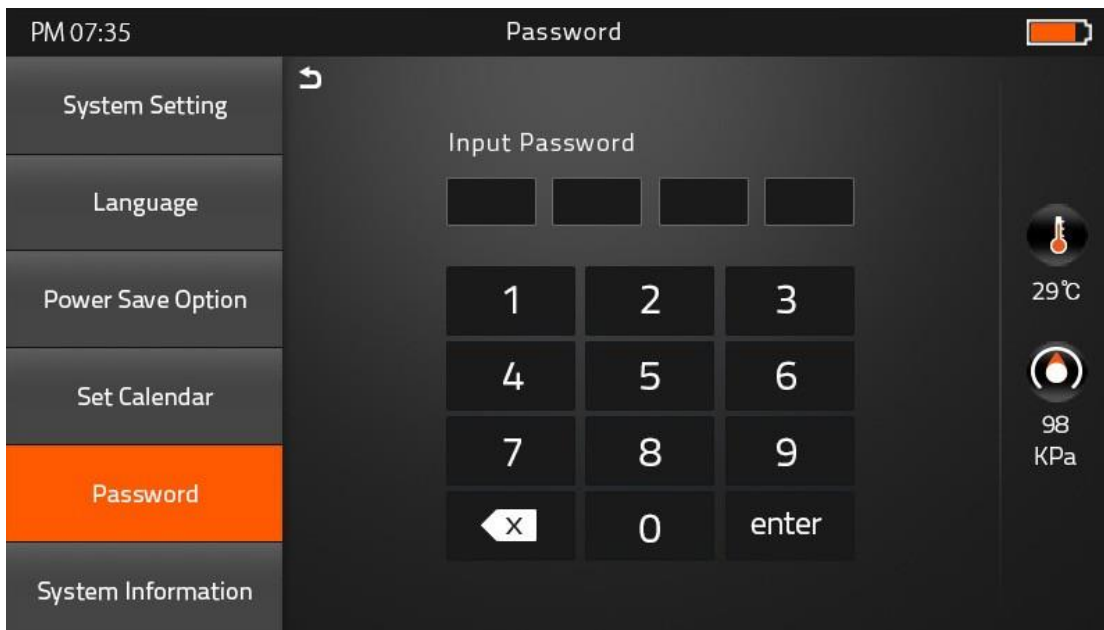 PM 07:35
Password
System Setting
Language
Power Save Option
Set Calendar
Password
System Information
Input Password
1 2 3
4 5 6
7 8 9
X 0 enter
29℃
98
KPa